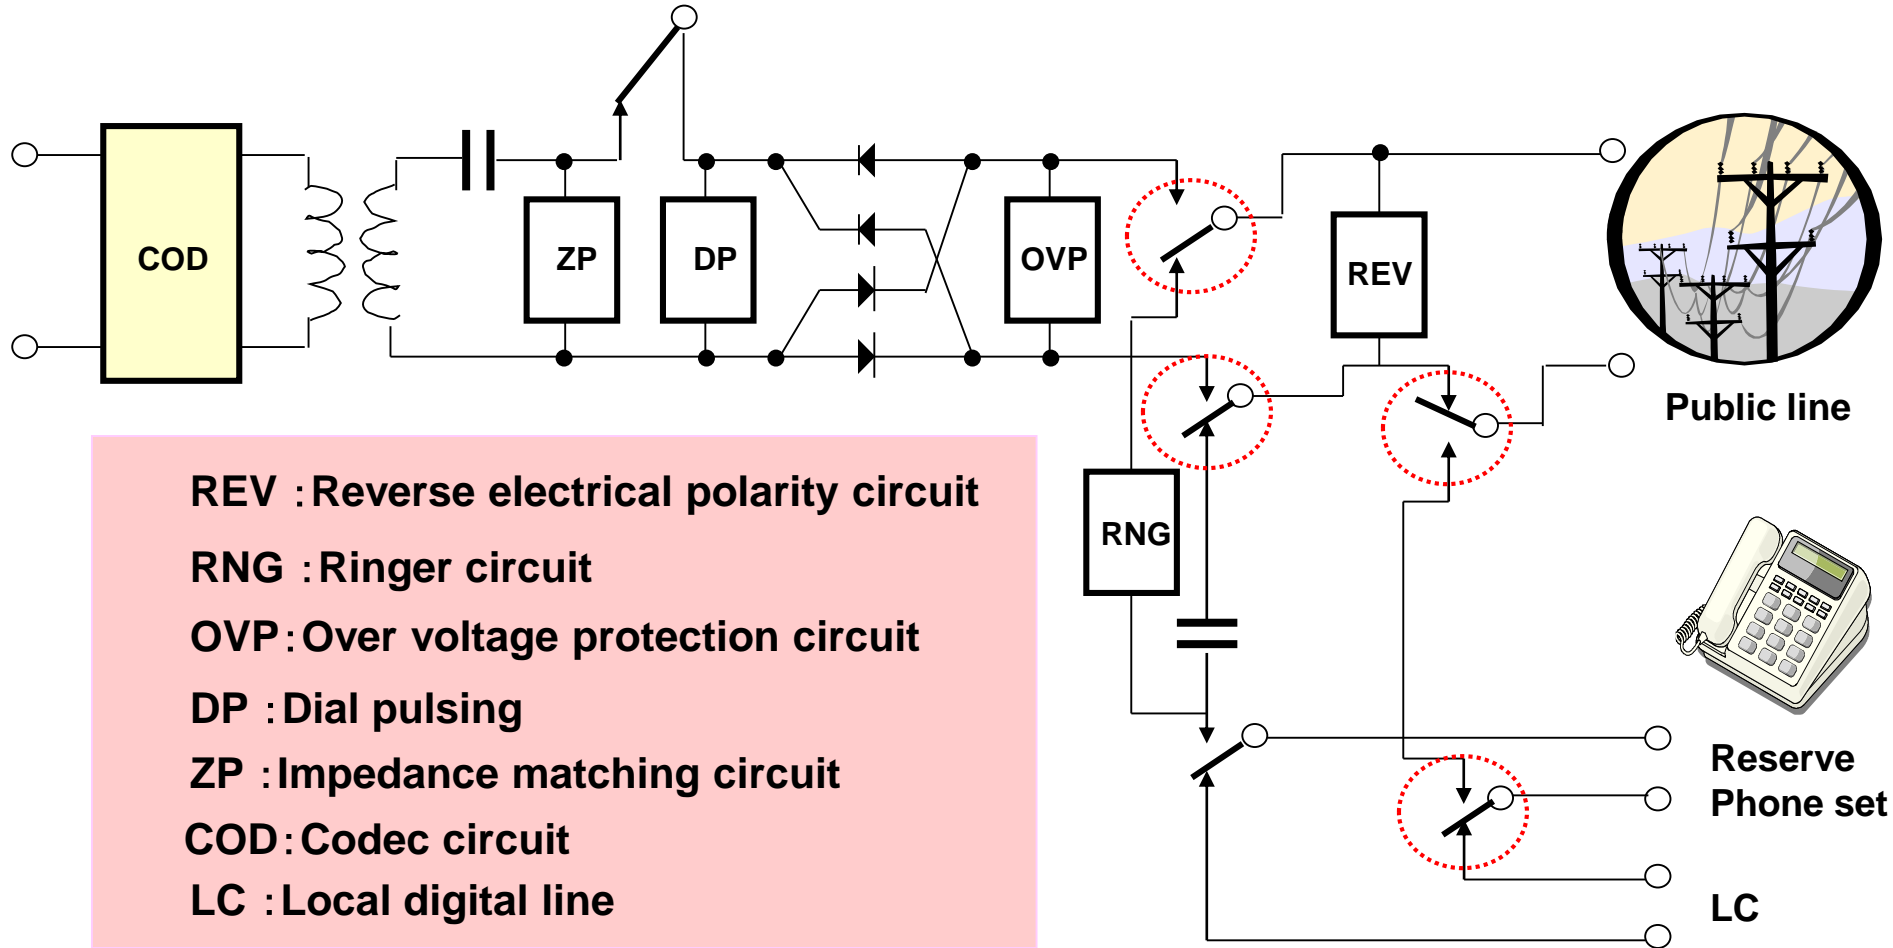 COD
ZP
DP
OVP
REV
Public line
RNG
REV :Reverse electrical polarity circuit
RNG :Ringer circuit
OVP:Over voltage protection circuit
DP :Dial pulsing
ZP :Impedance matching circuit
COD:Codec circuit
LC :Local digital line
Reserve
Phone set
LC